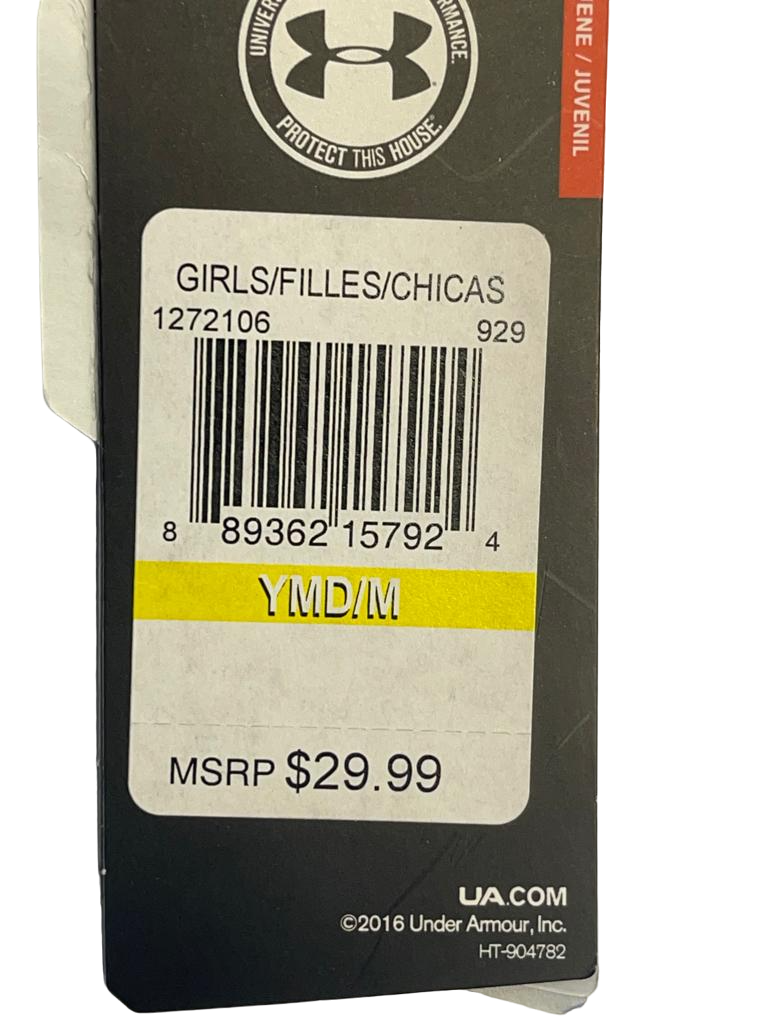 PROTECT THIS HOUSE.
/ JUVENIL
GIRLS/FILLES/CHICAS
1272106 929
8 89362 15792 4
YMD/M
MSRP $29.99
UA.COM
©2016 Under Armour, Inc.
HT-904782